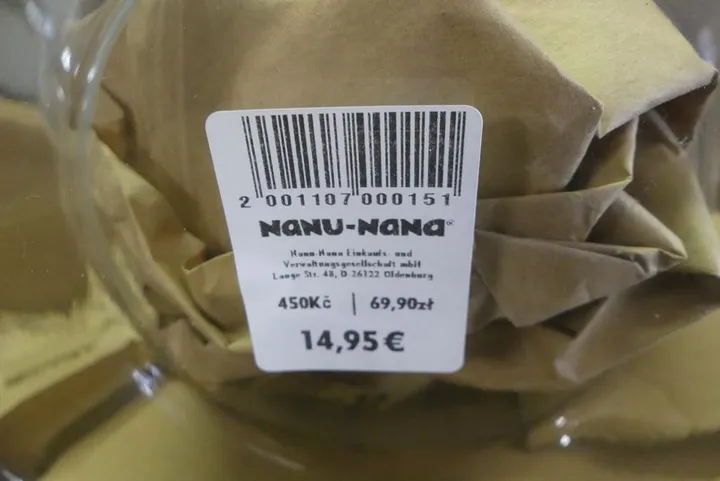 2 001107 000151
NANU-NANA®
Nanu-Nana Einkaufs- und
Verwaltungsgesellschaft mbH
Lange Str. 48, D-26122 Oldenburg
450Kč | 69,90zł
14,95€